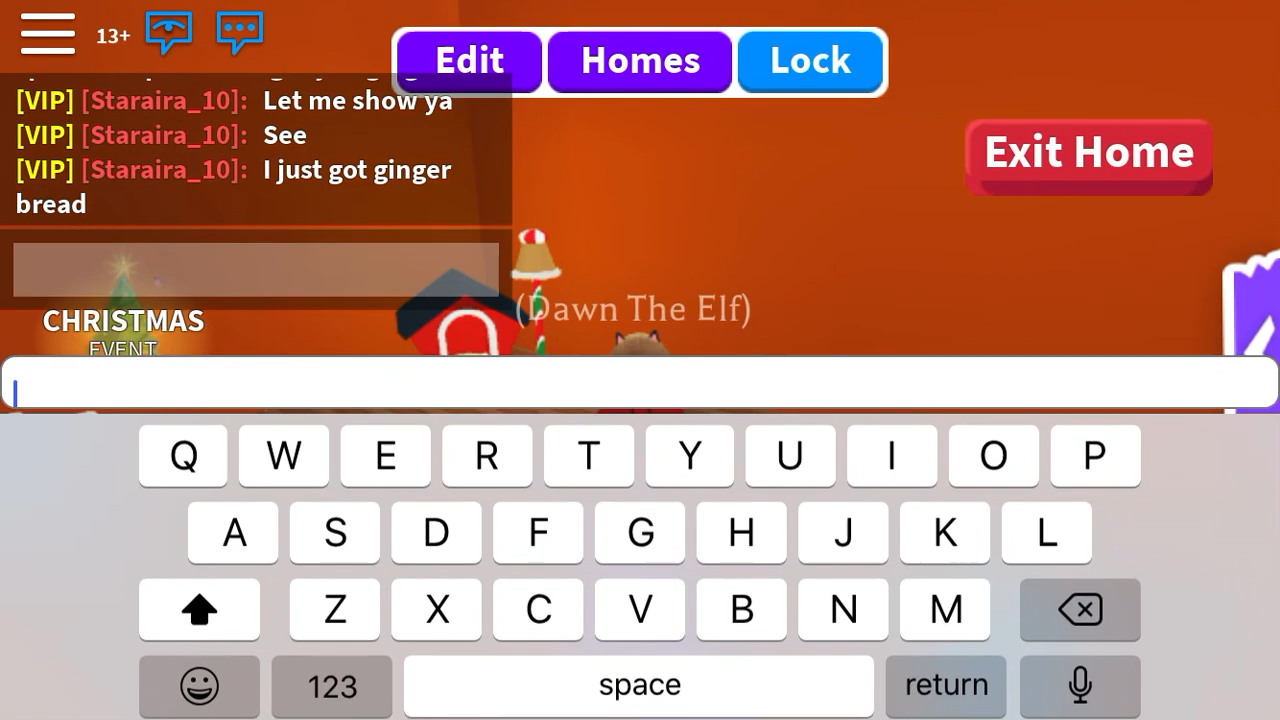 13+
Edit
Homes
Lock
[VIP] [Staraira_10]: Let me show ya
[VIP] [Staraira_10]: See
[VIP] [Staraira_10]: I just got ginger
bread
Exit Home
(Dawn The Elf)
CHRISTMAS
EVENT
Q W E R T Y U I O P
A S D F G H J K L
Z X C V B N M
123 space return